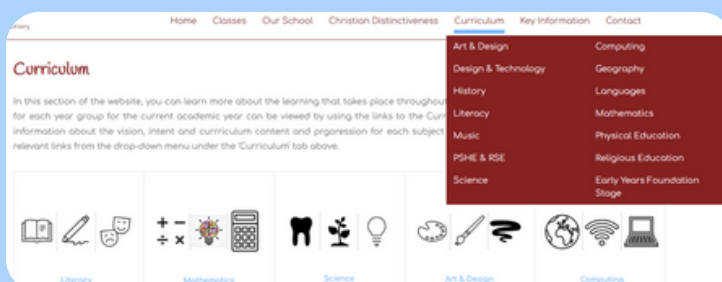 Home Classes Our School Christian Distinctiveness Curriculum Key Information Contact
Art & Design Computing
Design & Technology Geography
History Languages
Literacy Mathematics
Music Physical Education
PSHE & RSE Religious Education
Science Early Years Foundation
Stage
Curriculum
In this section of the website, you can learn more about the learning that takes place throughout
for each year group for the current academic year can be viewed by using the links to the Curr
information about the vision, intent and currriculum content and prgoression for each subject
relevant links from the drop-down menu under the 'Curriculum' tab above.
Literacy Mathematics Science Art & Design Computing